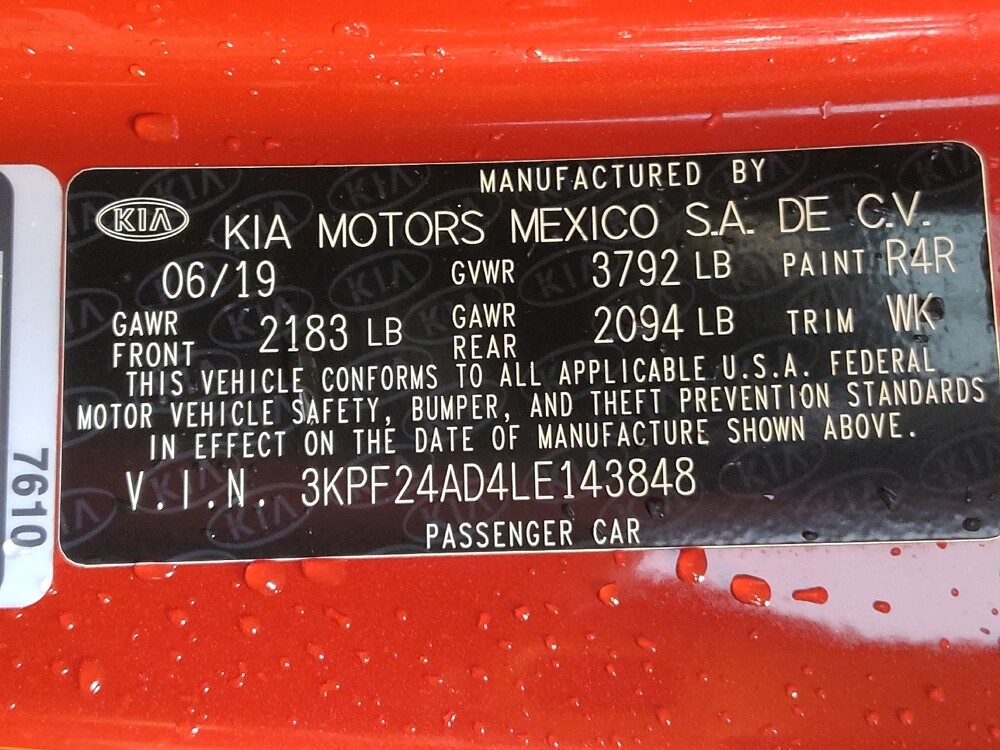 MANUFACTURED BY
KIA
KIA MOTORS MEXICO S.A. DE C.V.
06/19 GVWR 3792 LB PAINT R4R
GAWR FRONT 2183 LB GAWR REAR 2094 LB TRIM WK
THIS VEHICLE CONFORMS TO ALL APPLICABLE U.S.A. FEDERAL
MOTOR VEHICLE SAFETY, BUMPER, AND THEFT PREVENTION STANDARDS
IN EFFECT ON THE DATE OF MANUFACTURE SHOWN ABOVE.
V.I.N. 3KPF24AD4LE143848
PASSENGER CAR
7610